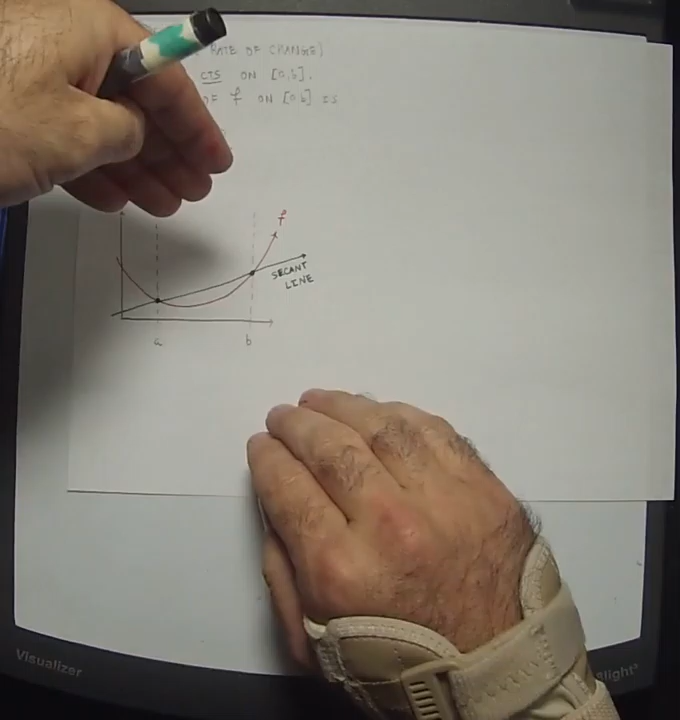 RATE OF CHANGE)
CTS ON [a,b].
OF f ON [a,b] IS
f
SECANT
LINE
a
b
Visualizer